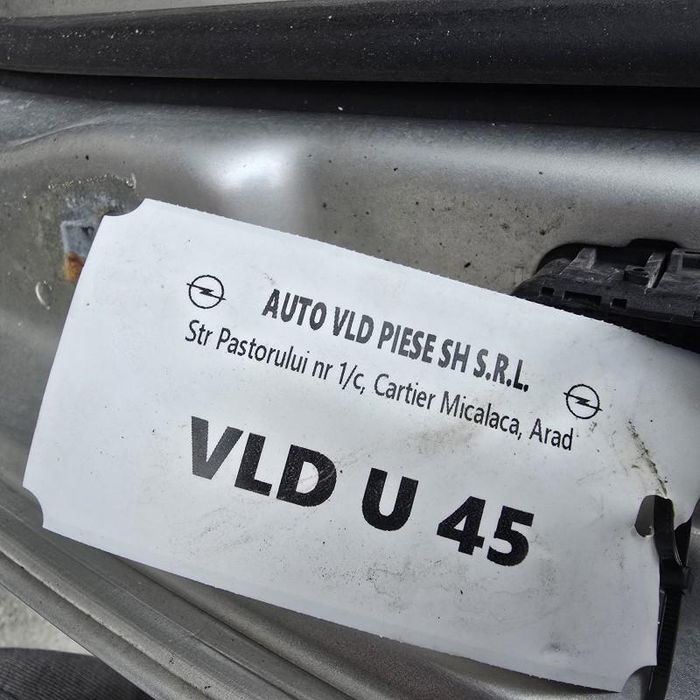 AUTO VLD PIESE SH S.R.L.
Str Pastorului nr 1/c, Cartier Micalaca, Arad
VLD U 45